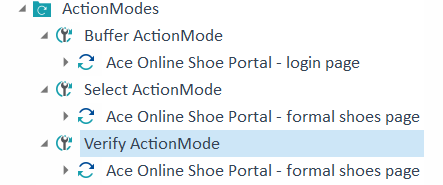 ActionModes
Buffer ActionMode
Ace Online Shoe Portal - login page
Select ActionMode
Ace Online Shoe Portal - formal shoes page
Verify ActionMode
Ace Online Shoe Portal - formal shoes page